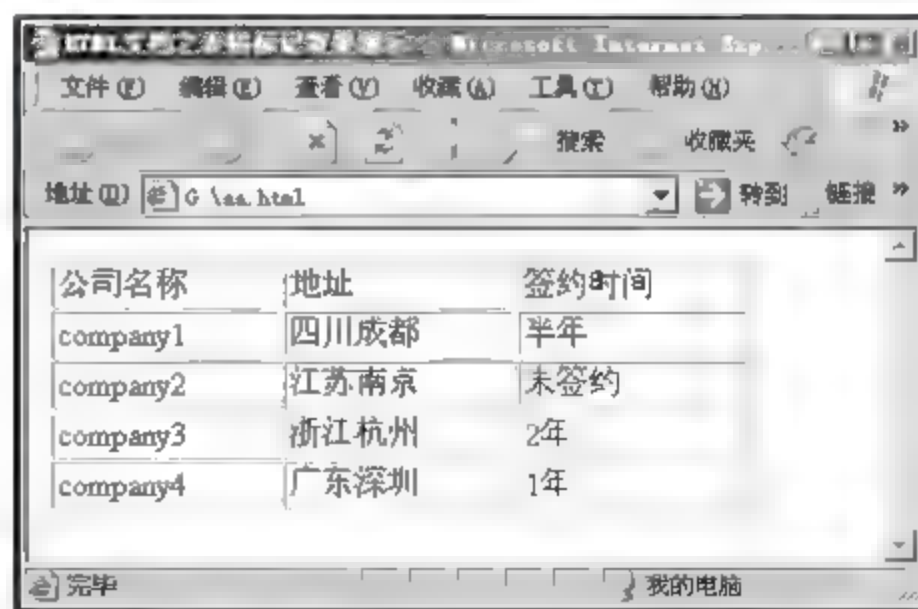 Microsoft Internet Exp...
文件(F) 编辑(E) 查看(V) 收藏(A) 工具(T) 帮助(H)
搜索 收藏夹 »
地址(D) G \aa.html 转到 链接 »
公司名称 地址 签约时间
company1 四川成都 半年
company2 江苏南京 未签约
company3 浙江杭州 2年
company4 广东深圳 1年
完毕 我的电脑